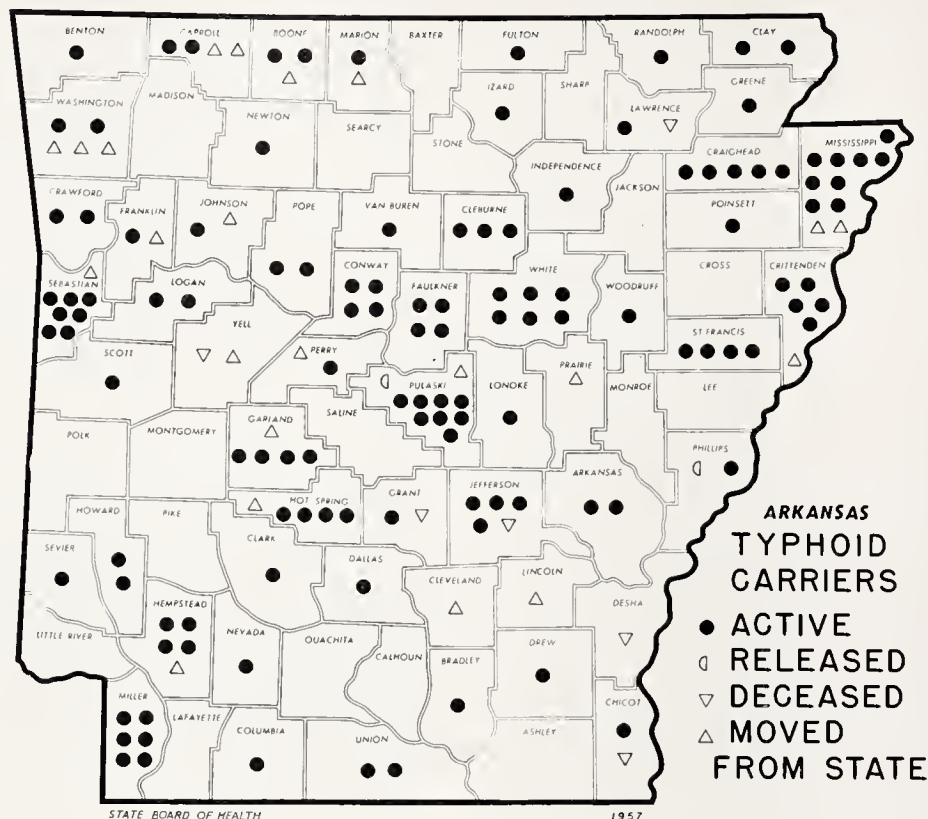 BENTON
CARROLL
BOONE
MARION
BAXTER
FULTON
RANDOLPH
CLAY
WASHINGTON
MADISON
NEWTON
SEARCY
IZARD
SHARP
LAWRENCE
GREENE
STONE
INDEPENDENCE
JACKSON
CRAIGHEAD
MISSISSIPPI
CRAWFORD
FRANKLIN
JOHNSON
POPE
VAN BUREN
CLEBURNE
POINSETT
SEBASTIAN
LOGAN
CONWAY
FAULKNER
WHITE
WOODRUFF
CROSS
CRITTENDEN
SCOTT
YELL
PERRY
PULASKI
LONOKE
PRAIRIE
MONROE
ST FRANCIS
LEE
POLK
MONTGOMERY
GARLAND
SALINE
PHILLIPS
HOWARD
PIKE
HOT SPRING
GRANT
JEFFERSON
ARKANSAS
SEVIER
CLARK
DALLAS
CLEVELAND
LINCOLN
DESHA
LITTLE RIVER
HEMPSTEAD
NEVADA
OUACHITA
CALHOUN
BRADLEY
DREW
CHICOT
MILLER
LAFAYETTE
COLUMBIA
UNION
ASHLEY
ARKANSAS
TYPHOID
CARRIERS
ACTIVE
RELEASED
DECEASED
MOVED
FROM STATE
STATE BOARD OF HEALTH
1957